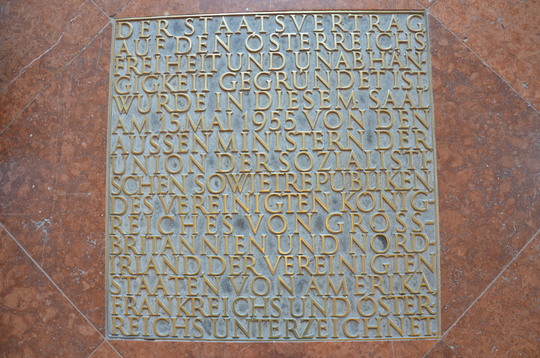 DER STAATSVERTRAG
AUF DEN ÖSTERREICHS
FREIHEIT UND UNABHÄN-
GIGKEIT GEGRÜNDET IST
WURDE IN DIESEM SAAL
AM 15. MAI 1955 VON DEN
AUSSENMINISTERN DER
UNION DER SOZIALISTI-
SCHEN SOWJETREPUBLIKEN
DES VEREINIGTEN KÖNIG-
REICHES VON GROSS-
BRITANNIEN UND NORD-
IRLAND DER VEREINIGTEN
STAATEN VON AMERIKA
FRANKREICHS UND ÖSTER-
REICHS UNTERZEICHNET